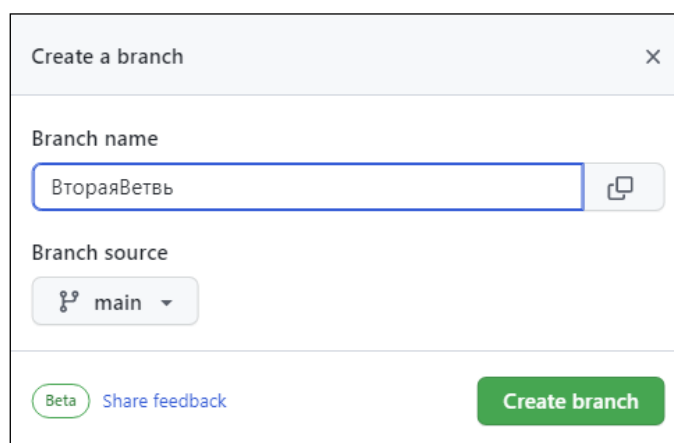 Create a branch
Branch name
ВтораяВетвь
Branch source
main
Beta Share feedback
Create branch